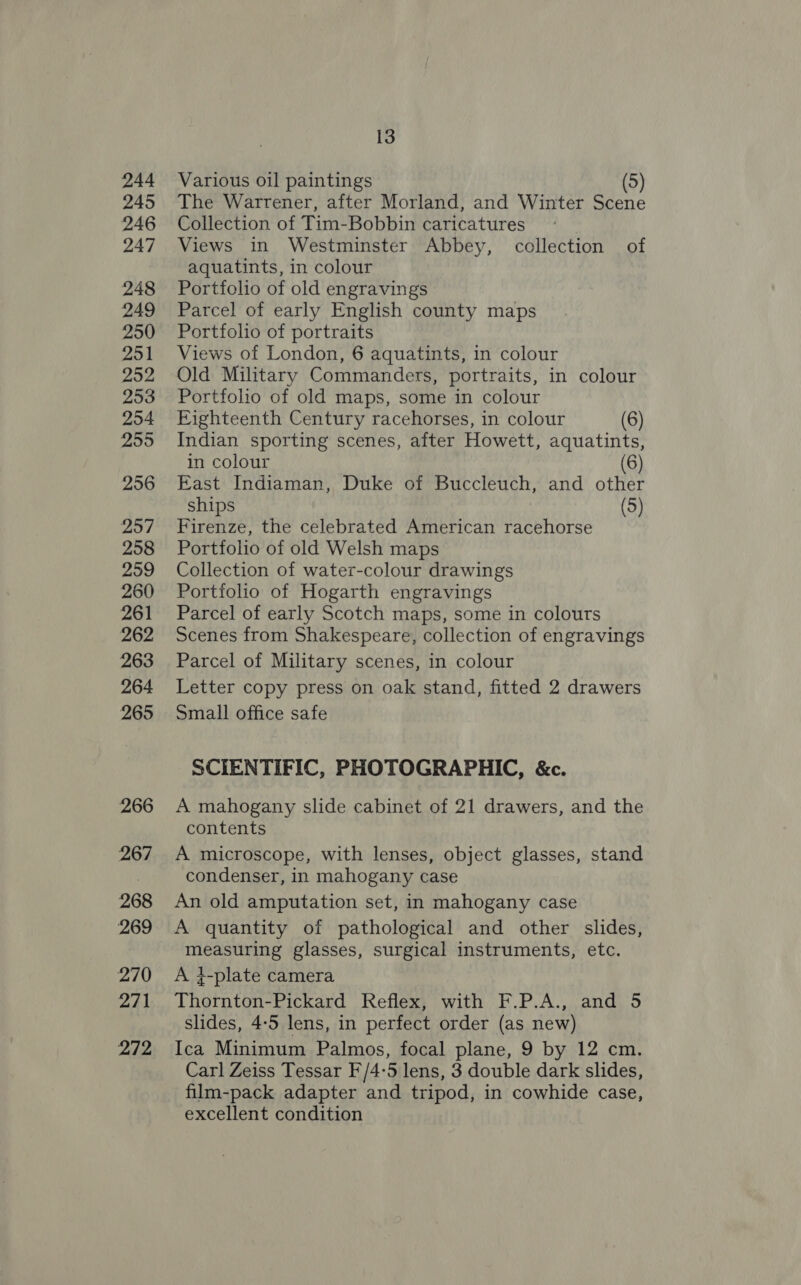 13
244 Various oil paintings (5)
245 The Warrener, after Morland, and Winter Scene
246 Collection of Tim-Bobbin caricatures
247 Views in Westminster Abbey, collection of
aquatints, in colour
248 Portfolio of old engravings
249 Parcel of early English county maps
250 Portfolio of portraits
251 Views of London, 6 aquatints, in colour
252 Old Military Commanders, portraits, in colour
253 Portfolio of old maps, some in colour
254 Eighteenth Century racehorses, in colour (6)
255 Indian sporting scenes, after Howett, aquatints,
in colour (6)
256 East Indiaman, Duke of Buccleuch, and other
ships (5)
257 Firenze, the celebrated American racehorse
258 Portfolio of old Welsh maps
259 Collection of water-colour drawings
260 Portfolio of Hogarth engravings
261 Parcel of early Scotch maps, some in colours
262 Scenes from Shakespeare, collection of engravings
263 Parcel of Military scenes, in colour
264 Letter copy press on oak stand, fitted 2 drawers
265 Small office safe
SCIENTIFIC, PHOTOGRAPHIC, &c.
266 A mahogany slide cabinet of 21 drawers, and the
contents
267 A microscope, with lenses, object glasses, stand
condenser, in mahogany case
268 An old amputation set, in mahogany case
269 A quantity of pathological and other slides,
measuring glasses, surgical instruments, etc.
270 A ¼-plate camera
271 Thornton-Pickard Reflex, with F.P.A., and 5
slides, 4·5 lens, in perfect order (as new)
272 Ica Minimum Palmos, focal plane, 9 by 12 cm.
Carl Zeiss Tessar F/4·5 lens, 3 double dark slides,
film-pack adapter and tripod, in cowhide case,
excellent condition